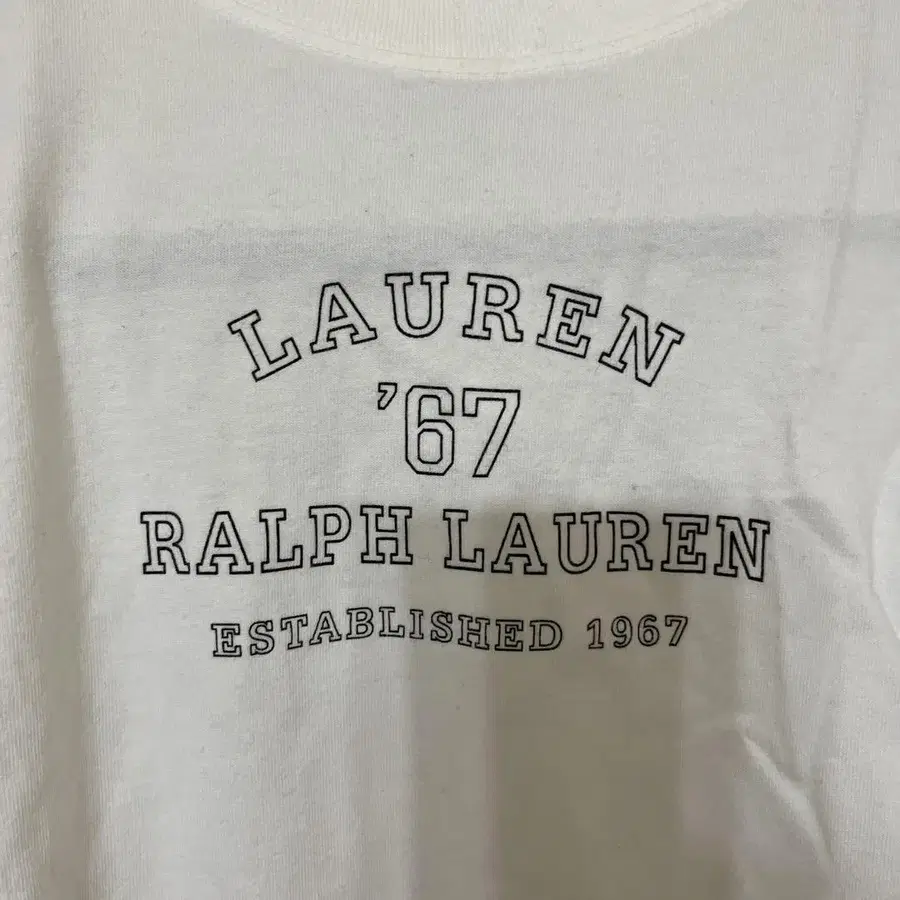 LAUREN
’67
RALPH LAUREN
ESTABLISHED 1967